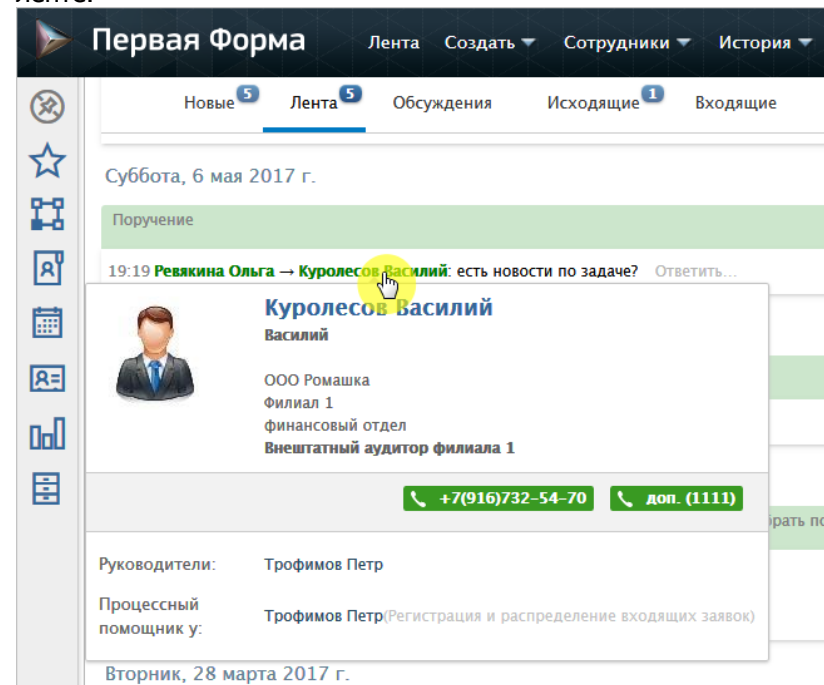 Первая Форма Лента Создать Сотрудники История
Новые 5 Лента 5 Обсуждения Исходящие 1 Входящие
Суббота, 6 мая 2017 г.
Поручение
19:19 Ревякина Ольга → Куролесов Василий: есть новости по задаче? Ответить...
Куролесов Василий
Василий
ООО Ромашка
Филиал 1
финансовый отдел
Внештатный аудитор филиала 1
+7(916)732-54-70 доп. (1111)
Руководители: Трофимов Петр
Процессный
помощник у: Трофимов Петр(Регистрация и распределение входящих заявок)
Вторник, 28 марта 2017 г.